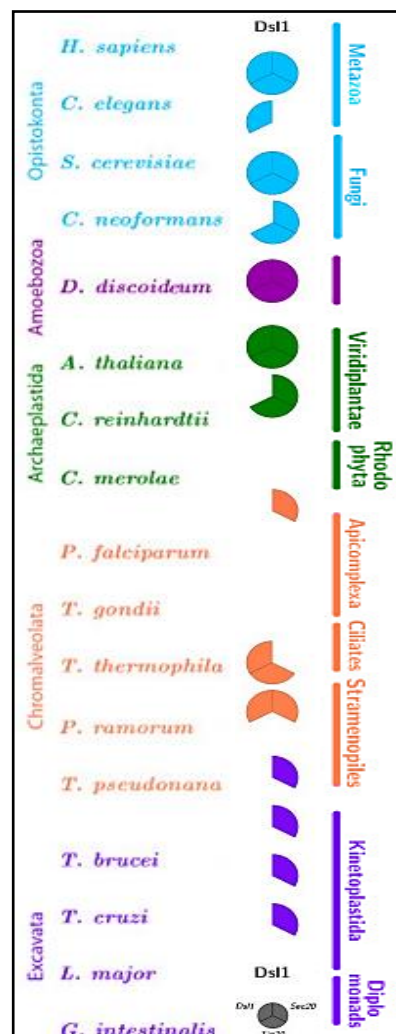 Dsl1
H. sapiens
C. elegans
S. cerevisiae
C. neoformans
D. discoideum
A. thaliana
C. reinhardtii
C. merolae
P. falciparum
T. gondii
T. thermophila
P. ramorum
T. pseudonana
T. brucei
T. cruzi
L. major
G. intestinalis
Opistokonta
Amoebozoa
Archaeplastida
Chromalveolata
Excavata
Metazoa
Fungi
Viridiplantae
Rhodo
phyta
Apicomplexa
Ciliates
Stramenopiles
Kinetoplastida
Diplo
monads
Dsl1
Dsl1
Sec20